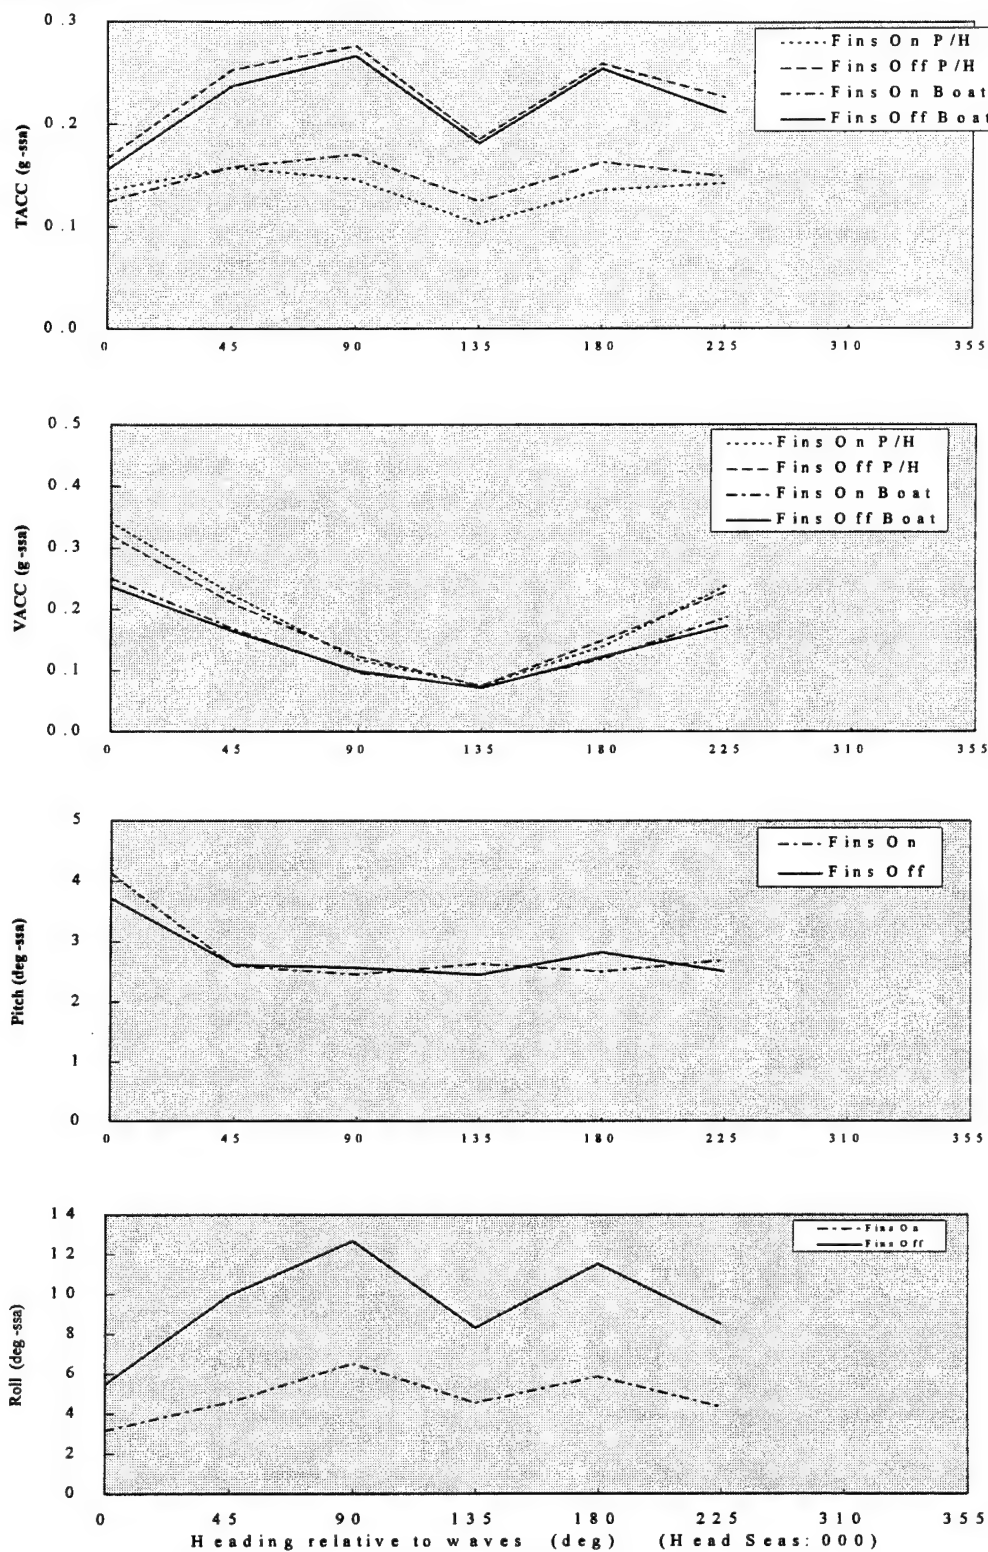 0.3
Fins On P/H
Fins Off P/H
Fins On Boat
Fins Off Boat
0.2
TACC (g-ssa)
0.1
0.0
0 45 90 135 180 225 310 355
0.5
Fins On P/H
Fins Off P/H
Fins On Boat
Fins Off Boat
0.4
0.3
VACC (g-ssa)
0.2
0.1
0.0
0 45 90 135 180 225 310 355
5
Fins On
Fins Off
4
3
Pitch (deg-ssa)
2
1
0
0 45 90 135 180 225 310 355
14
Fins On
Fins Off
12
10
8
Roll (deg-ssa)
6
4
2
0
0 45 90 135 180 225 310 355
Heading relative to waves (deg) (Head Seas: 000)